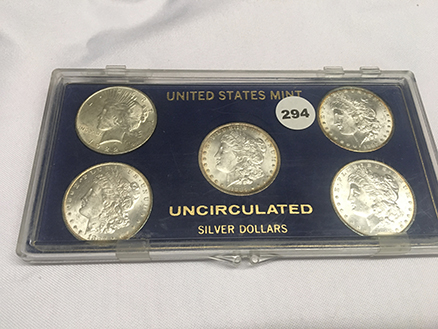 UNITED STATES MINT
294
UNCIRCULATED
SILVER DOLLARS